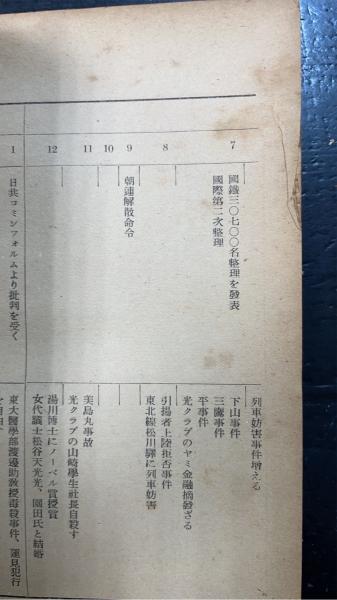 7
國鐵三〇七〇〇名整理を發表
國際第二次整理
8
9
朝連解散命令
10
11
12
1
日共コミンフォルムより批判を受く
列車妨害事件增える
下山事件
三鷹事件
平事件
光クラブのヤミ金融摘發ざる
引揚者上陸拒否事件
東北線松川驛に列車妨害
美島丸事故
光クラブの山崎學生社長自殺す
湯川博士にノーベル賞授賞
女代議士松谷天光光、園田氏と結婚
東大醫學部渡邊助敎授毒殺事件、蓮見犯行